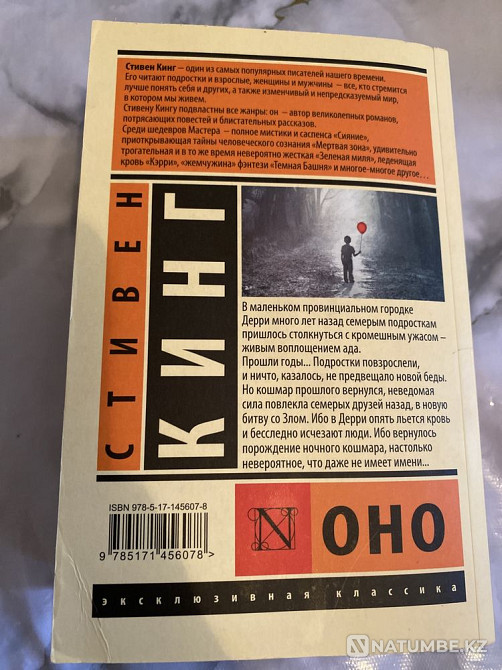 Стивен Кинг – один из самых популярных писателей нашего времени.
Его читают подростки и взрослые, женщины и мужчины – все, кто стремится
лучше понять себя и других, а также изменчивый и непредсказуемый мир,
в котором мы живем.
Стивену Кингу подвластны все жанры: он – автор великолепных романов,
потрясающих повестей и блистательных рассказов.
Среди шедевров Мастера – полное мистики и саспенса «Сияние»,
приоткрывающая тайны человеческого сознания «Мертвая зона», удивительно
трогательная и в то же время невероятно жесткая «Зеленая миля», леденящая
кровь «Кэрри», «жемчужина» фэнтези «Темная Башня» и многое-многое другое…
СТИВЕН
КИНГ
В маленьком провинциальном городке
Дерри много лет назад семерым подросткам
пришлось столкнуться с кромешным ужасом –
живым воплощением ада.
Прошли годы... Подростки повзрослели,
и ничто, казалось, не предвещало новой беды.
Но кошмар прошлого вернулся, неведомая
сила повлекла семерых друзей назад, в новую
битву со Злом. Ибо в Дерри опять льется кровь
и бесследно исчезают люди. Ибо вернулось
порождение ночного кошмара, настолько
невероятное, что даже не имеет имени...
ISBN 978-5-17-145607-8
9 785171 456078 >
N
ОНО
эксклюзивная классика
NATUMBE.KZ